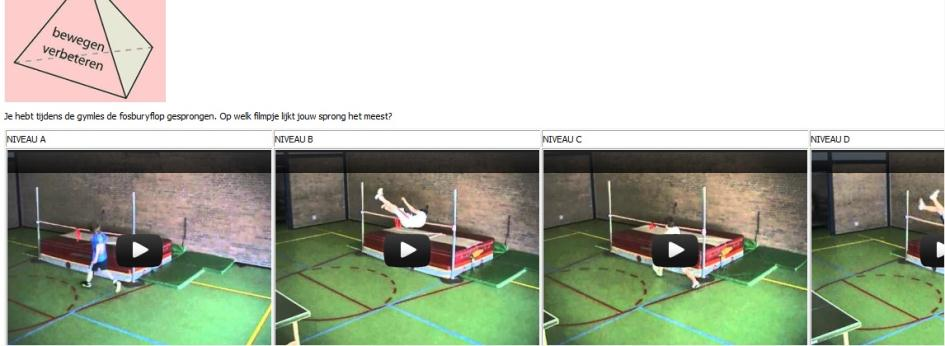 bewegen
verbeteren
Je hebt tijdens de gymles de fosburyflop gesprongen. Op welk filmpje lijkt jouw sprong het meest?
NIVEAU A
NIVEAU B
NIVEAU C
NIVEAU D